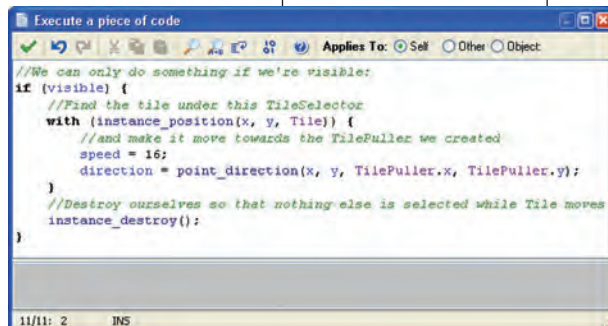 Execute a piece of code
Applies To: Self Other Object:
//We can only do something if we're visible:
if (visible) {
    //Find the tile under this TileSelector
    with (instance_position(x, y, Tile)) {
        //and make it move towards the TilePuller we created
        speed = 16;
        direction = point_direction(x, y, TilePuller.x, TilePuller.y);
    }
    //Destroy ourselves so that nothing else is selected while Tile moves
    instance_destroy();
}
11/11: 2 INS